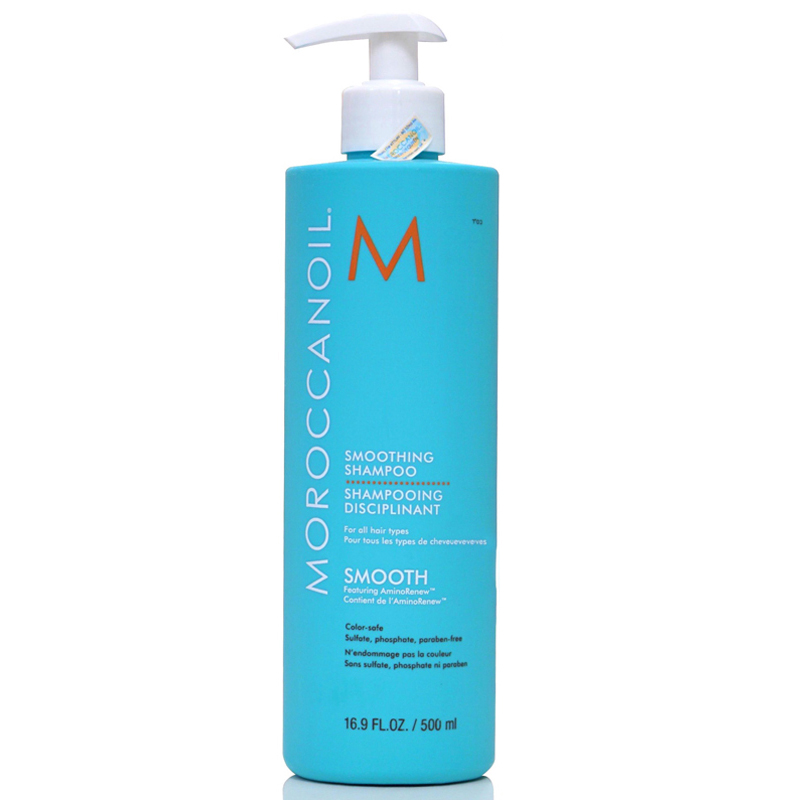 MOROCCANOIL®
M
SMOOTHING
SHAMPOO
SHAMPOOING
DISCIPLINANT
For all hair types
Pour tous les types de cheveueveveves
SMOOTH
Featuring AminoRenew™
Contient de l'AminoRenew™
Color-safe
Sulfate, phosphate, paraben-free
N'endommage pas la couleur
Sans sulfate, phosphate ni paraben
16.9 FL.OZ. / 500 ml